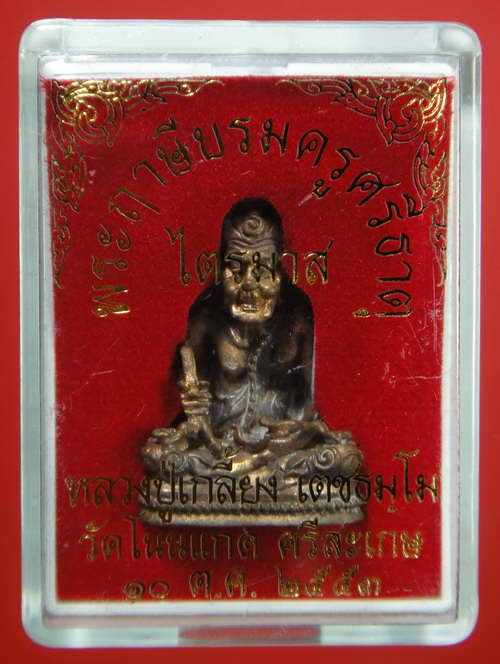 พระฤาษีบรมครูศรีธาตุ
ไตรมาส
หลวงปู่เกลี้ยง เตชธมฺโม
วัดโนนแกด ศรีสะเกษ
๑๐ ต.ค. ๒๕๕๓